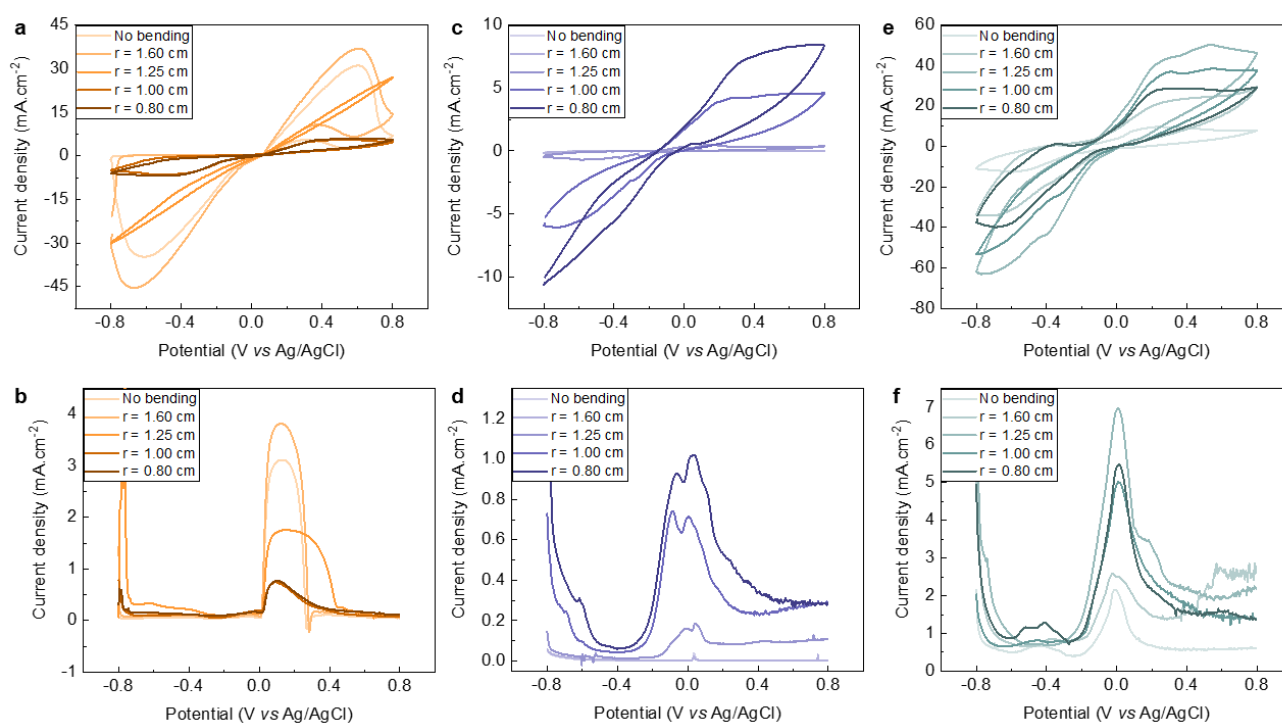 a
Current density (mA.cm⁻²)
45
30
15
0
-15
-30
-45
No bending
r = 1.60 cm
r = 1.25 cm
r = 1.00 cm
r = 0.80 cm
-0.8 -0.4 0.0 0.4 0.8
Potential (V vs Ag/AgCl)
c
Current density (mA.cm⁻²)
10
5
0
-5
-10
No bending
r = 1.60 cm
r = 1.25 cm
r = 1.00 cm
r = 0.80 cm
-0.8 -0.4 0.0 0.4 0.8
Potential (V vs Ag/AgCl)
e
Current density (mA.cm⁻²)
60
40
20
0
-20
-40
-60
-80
No bending
r = 1.60 cm
r = 1.25 cm
r = 1.00 cm
r = 0.80 cm
-0.8 -0.4 0.0 0.4 0.8
Potential (V vs Ag/AgCl)
b
Current density (mA.cm⁻²)
4
3
2
1
0
-1
No bending
r = 1.60 cm
r = 1.25 cm
r = 1.00 cm
r = 0.80 cm
-0.8 -0.4 0.0 0.4 0.8
Potential (V vs Ag/AgCl)
d
Current density (mA.cm⁻²)
1.2
1.0
0.8
0.6
0.4
0.2
0.0
No bending
r = 1.60 cm
r = 1.25 cm
r = 1.00 cm
r = 0.80 cm
-0.8 -0.4 0.0 0.4 0.8
Potential (V vs Ag/AgCl)
f
Current density (mA.cm⁻²)
7
6
5
4
3
2
1
0
No bending
r = 1.60 cm
r = 1.25 cm
r = 1.00 cm
r = 0.80 cm
-0.8 -0.4 0.0 0.4 0.8
Potential (V vs Ag/AgCl)